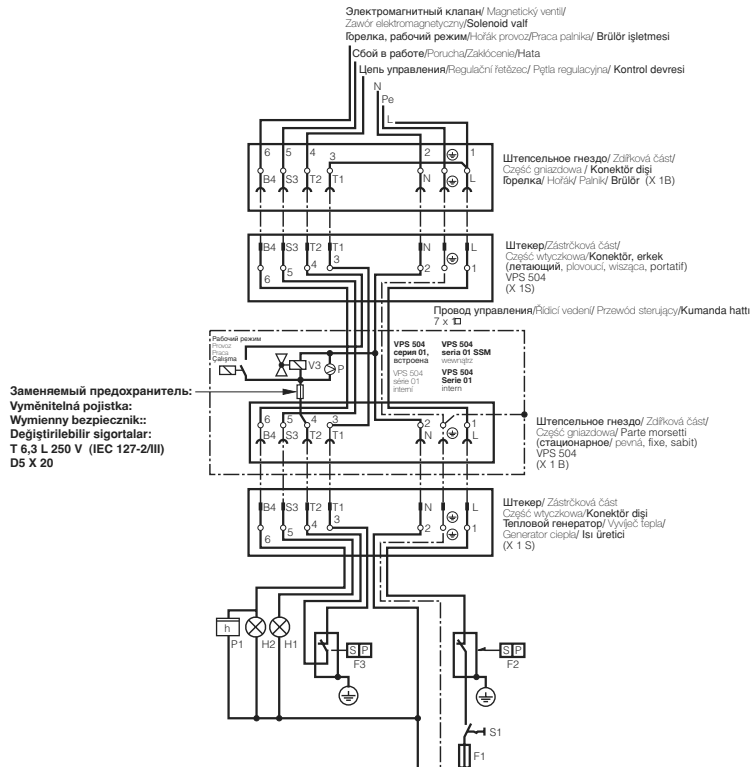 Электромагнитный клапан/ Magnetický ventil/
Zawór elektromagnetyczny/Solenoid valf
Горелка, рабочий режим/Hořák provoz/Praca palnika/ Brülör işletmesi
Сбой в работе/Porucha/Zakłócenie/Hata
Цепь управления/Regulační řetězec/ Pętla regulacyjna/ Kontrol devresi
N
Pe
L
6 5 4 3 2 1
B4 S3 T2 T1 N L
Штепсельное гнездо/ Zdířková část/
Część gniazdowa / Konektör dişi
Горелка/ Hořák/ Palnik/ Brülör (X 1B)
B4 S3 T2 T1 N L
6 5 4 3 2 1
Штекер/Zástrčková část/
Część wtyczkowa/Konektör, erkek
(летающий, plovoucí, wisząca, portatif)
VPS 504
(X 1S)
Провод управления/Řídicí vedení/ Przewód sterujący/Kumanda hattı
7 x 1
Рабочий режим
Provoz
Praca
Çalışma
V3
P
VPS 504
серия 01,
встроена
VPS 504
série 01
interní
VPS 504
seria 01 SSM
wewnątrz
VPS 504
Serie 01
intern
Заменяемый предохранитель:
Vyměnitelná pojistka:
Wymienny bezpiecznik::
Değiştirilebilir sigortalar:
T 6,3 L 250 V (IEC 127-2/III)
D5 X 20
6 5 4 3 2 1
B4 S3 T2 T1 N L
Штепсельное гнездо/ Zdířková část/
Część gniazdowa/ Parte morsetti
(стационарное/ pevná, fixe, sabit)
VPS 504
(X 1 B)
B4 S3 T2 T1 N L
6 5 4 3 2 1
Штекер/ Zástrčková část
Część wtyczkowa/Konektör dişi
Тепловой генератор/ Vyvíječ tepla/
Generator ciepła/ Isı üretici
(X 1 S)
h
P1 H2 H1
S P
F3
S P
F2
S1
F1